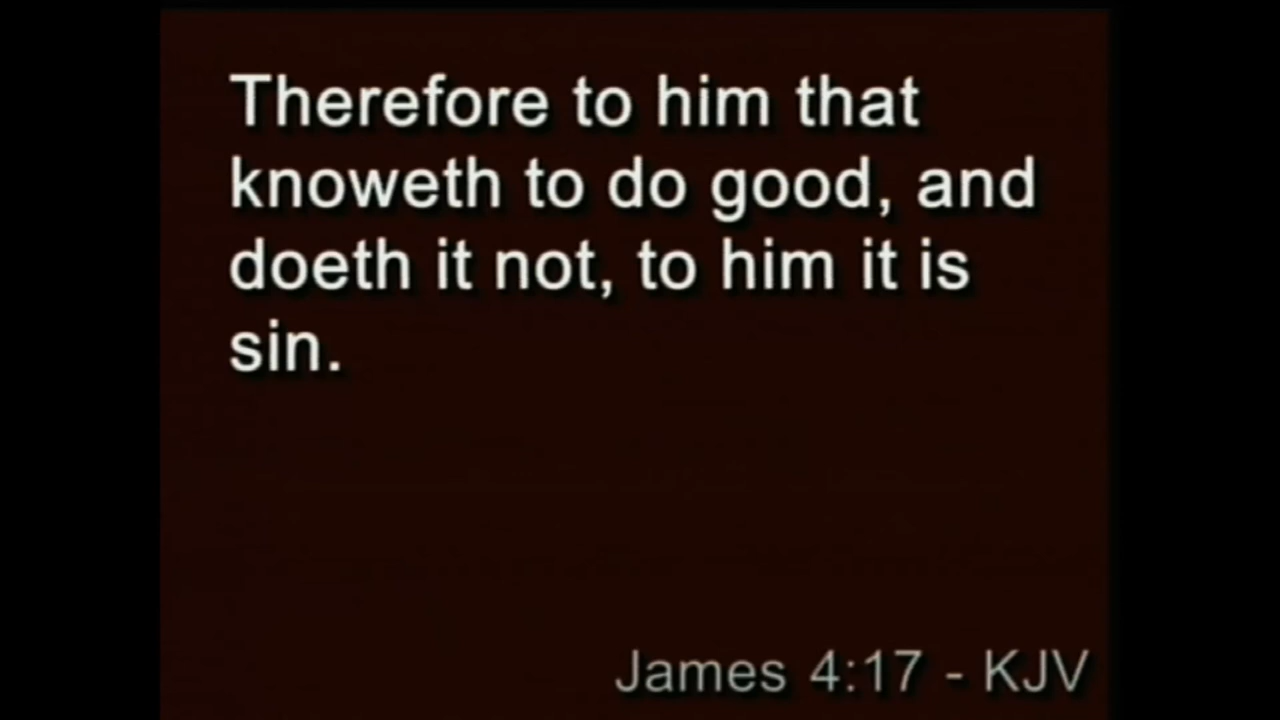 Therefore to him that
knoweth to do good, and
doeth it not, to him it is
sin.
James 4:17 - KJV